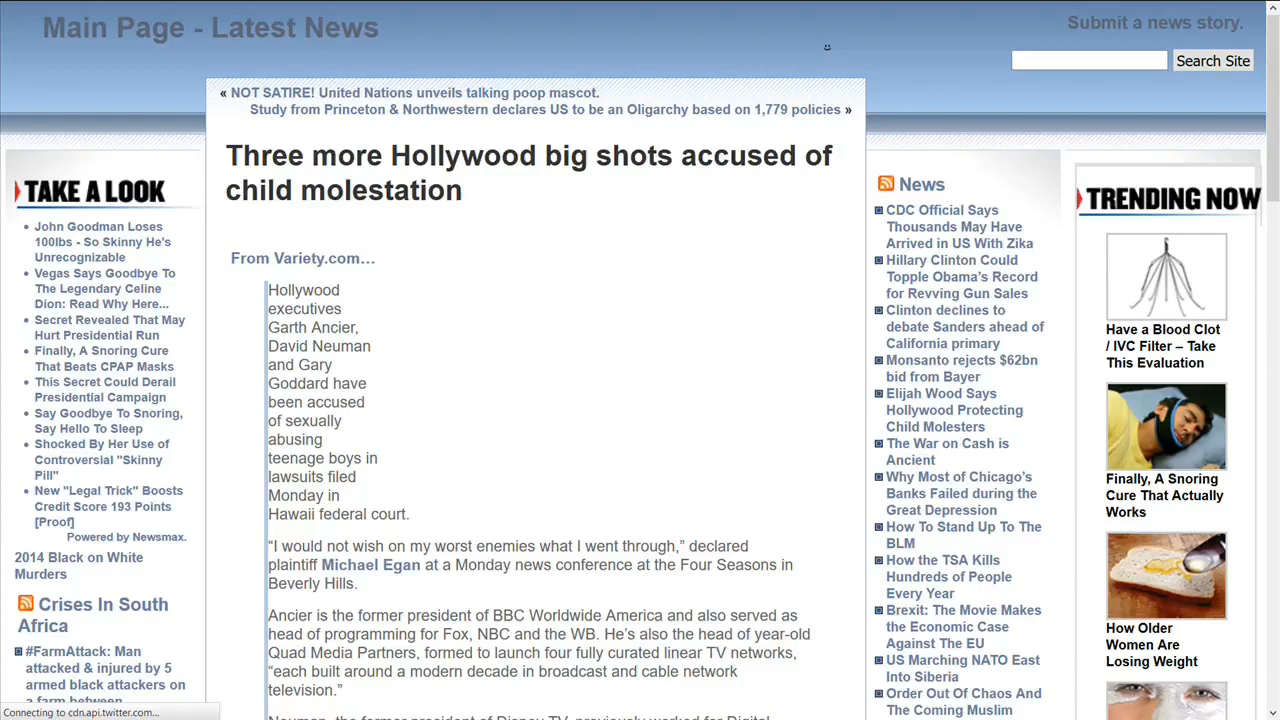 Main Page - Latest News
Submit a news story.
Search Site
« NOT SATIRE! United Nations unveils talking poop mascot.
Study from Princeton & Northwestern declares US to be an Oligarchy based on 1,779 policies »
Three more Hollywood big shots accused of
child molestation
From Variety.com…
Hollywood
executives
Garth Ancier,
David Neuman
and Gary
Goddard have
been accused
of sexually
abusing
teenage boys in
lawsuits filed
Monday in
Hawaii federal court.
“I would not wish on my worst enemies what I went through,” declared
plaintiff Michael Egan at a Monday news conference at the Four Seasons in
Beverly Hills.
Ancier is the former president of BBC Worldwide America and also served as
head of programming for Fox, NBC and the WB. He’s also the head of year-old
Quad Media Partners, formed to launch four fully curated linear TV networks,
“each built around a modern decade in broadcast and cable network
television.”
Neuman, the former president of Disney TV, previously worked for Digital
TAKE A LOOK
John Goodman Loses
100lbs - So Skinny He's
Unrecognizable
Vegas Says Goodbye To
The Legendary Celine
Dion: Read Why Here...
Secret Revealed That May
Hurt Presidential Run
Finally, A Snoring Cure
That Beats CPAP Masks
This Secret Could Derail
Presidential Campaign
Say Goodbye To Snoring,
Say Hello To Sleep
Shocked By Her Use of
Controversial "Skinny
Pill"
New "Legal Trick" Boosts
Credit Score 193 Points
[Proof]
Powered by Newsmax.
2014 Black on White
Murders
Crises In South
Africa
#FarmAttack: Man
attacked & injured by 5
armed black attackers on
a farm between
Connecting to cdn.api.twitter.com...
News
CDC Official Says
Thousands May Have
Arrived in US With Zika
Hillary Clinton Could
Topple Obama’s Record
for Revving Gun Sales
Clinton declines to
debate Sanders ahead of
California primary
Monsanto rejects $62bn
bid from Bayer
Elijah Wood Says
Hollywood Protecting
Child Molesters
The War on Cash is
Ancient
Why Most of Chicago’s
Banks Failed during the
Great Depression
How To Stand Up To The
BLM
How the TSA Kills
Hundreds of People
Every Year
Brexit: The Movie Makes
the Economic Case
Against The EU
US Marching NATO East
Into Siberia
Order Out Of Chaos And
The Coming Muslim
TRENDING NOW
Have a Blood Clot
/ IVC Filter – Take
This Evaluation
Finally, A Snoring
Cure That Actually
Works
How Older
Women Are
Losing Weight